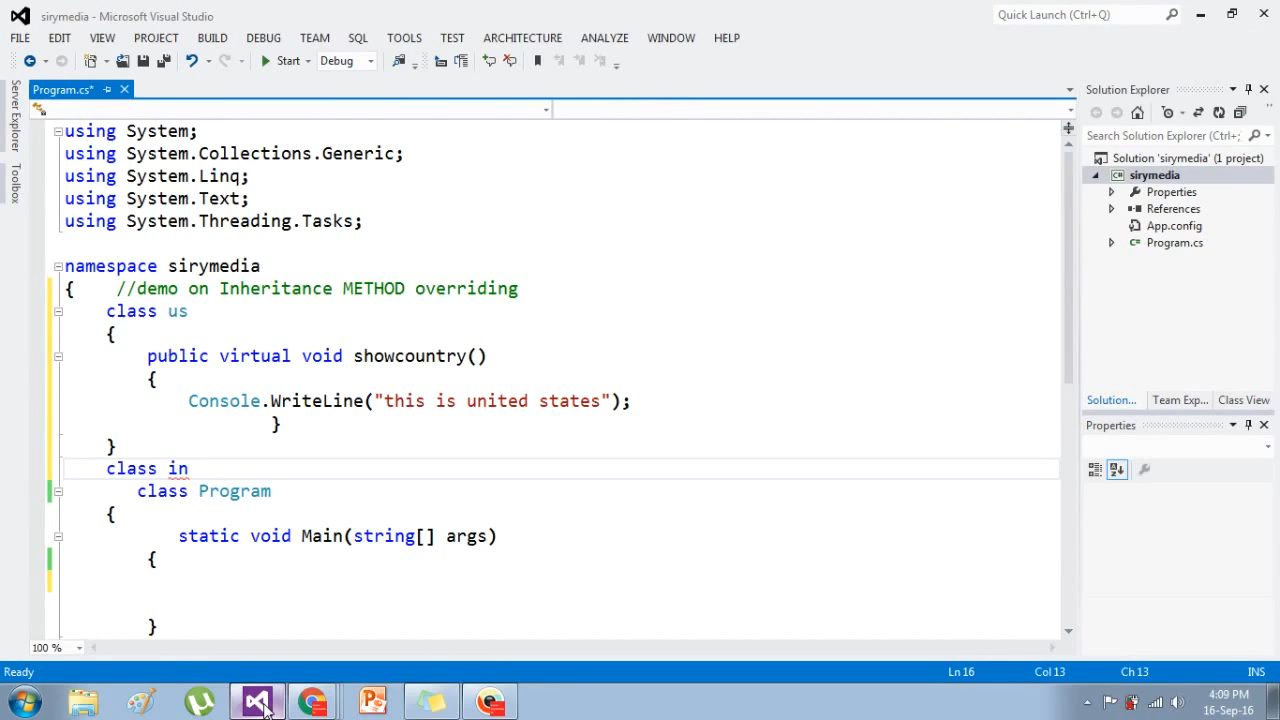 sirymedia - Microsoft Visual Studio
Quick Launch (Ctrl+Q)
FILE EDIT VIEW PROJECT BUILD DEBUG TEAM SQL TOOLS TEST ARCHITECTURE ANALYZE WINDOW HELP
Start Debug
Server Explorer
Toolbox
Program.cs*
using System;
using System.Collections.Generic;
using System.Linq;
using System.Text;
using System.Threading.Tasks;
namespace sirymedia
{ //demo on Inheritance METHOD overriding
class us
{
public virtual void showcountry()
{
Console.WriteLine("this is united states");
}
}
class in
class Program
{
static void Main(string[] args)
{
}
100 %
Solution Explorer
Search Solution Explorer (Ctrl+;
Solution 'sirymedia' (1 project)
sirymedia
Properties
References
App.config
Program.cs
Solution... Team Exp... Class View
Properties
Ready
Ln 16 Col 13 Ch 13 INS
4:09 PM
16-Sep-16